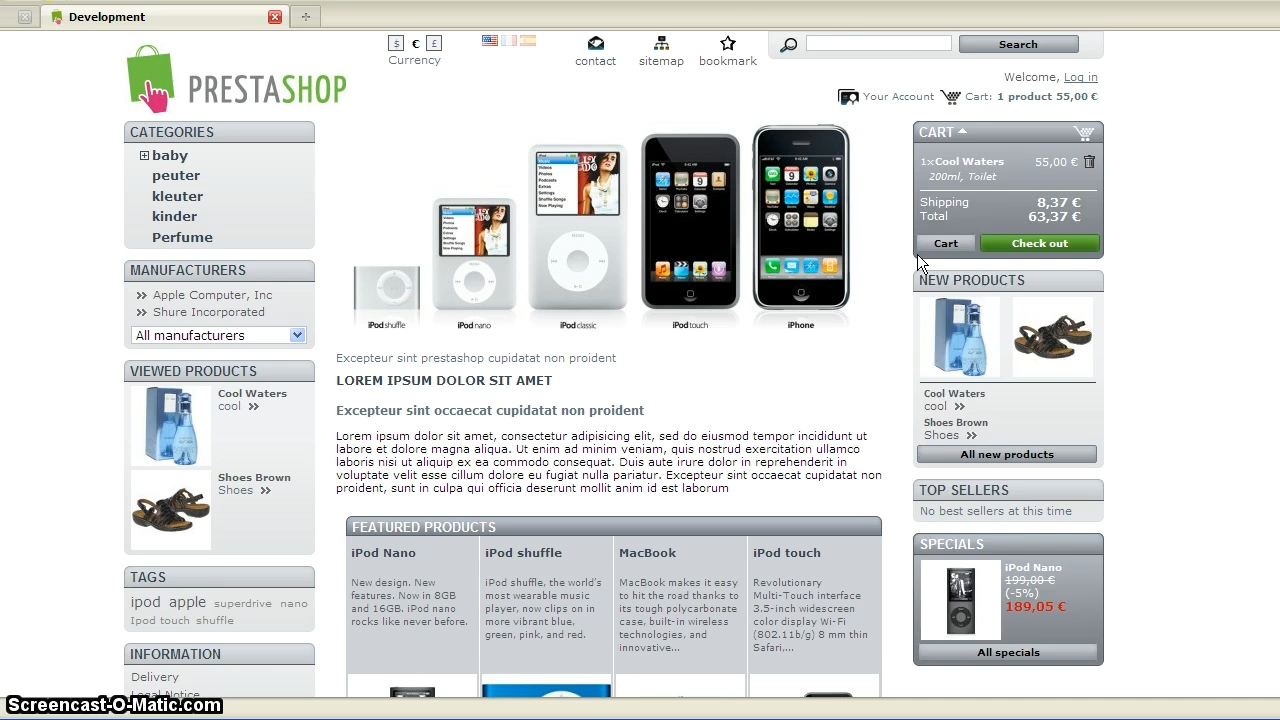 Development
$ € £
Currency
contact
sitemap
bookmark
Search
PRESTASHOP
Welcome, Log in
Your Account
Cart: 1 product 55,00 €
CATEGORIES
baby
peuter
kleuter
kinder
Perfume
MANUFACTURERS
Apple Computer, Inc
Shure Incorporated
All manufacturers
VIEWED PRODUCTS
Cool Waters
cool
Shoes Brown
Shoes
TAGS
ipod apple superdrive nano
Ipod touch shuffle
INFORMATION
Delivery
Legal Notice
iPod shuffle
iPod nano
iPod classic
iPod touch
iPhone
Excepteur sint prestashop cupidatat non proident
LOREM IPSUM DOLOR SIT AMET
Excepteur sint occaecat cupidatat non proident
Lorem ipsum dolor sit amet, consectetur adipisicing elit, sed do eiusmod tempor incididunt ut
labore et dolore magna aliqua. Ut enim ad minim veniam, quis nostrud exercitation ullamco
laboris nisi ut aliquip ex ea commodo consequat. Duis aute irure dolor in reprehenderit in
voluptate velit esse cillum dolore eu fugiat nulla pariatur. Excepteur sint occaecat cupidatat non
proident, sunt in culpa qui officia deserunt mollit anim id est laborum
FEATURED PRODUCTS
iPod Nano
New design. New
features. Now in 8GB
and 16GB. iPod nano
rocks like never before.
iPod shuffle
iPod shuffle, the world's
most wearable music
player, now clips on in
more vibrant blue,
green, pink, and red.
MacBook
MacBook makes it easy
to hit the road thanks to
its tough polycarbonate
case, built-in wireless
technologies, and
innovative...
iPod touch
Revolutionary
Multi-Touch interface
3.5-inch widescreen
color display Wi-Fi
(802.11b/g) 8 mm thin
Safari,...
CART
1xCool Waters 55,00 €
200ml, Toilet
Shipping 8,37 €
Total 63,37 €
Cart
Check out
NEW PRODUCTS
Cool Waters
cool
Shoes Brown
Shoes
All new products
TOP SELLERS
No best sellers at this time
SPECIALS
iPod Nano
199,00 €
(-5%)
189,05 €
All specials
Screencast-O-Matic.com